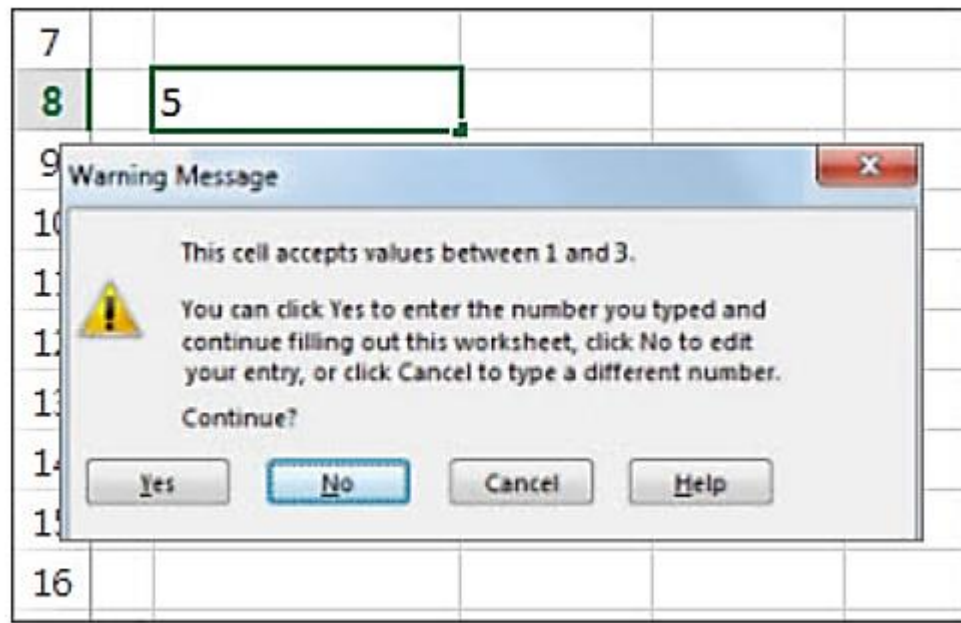 7
8 5
9
Warning Message
This cell accepts values between 1 and 3.
You can click Yes to enter the number you typed and
continue filling out this worksheet, click No to edit
your entry, or click Cancel to type a different number.
Continue?
Yes No Cancel Help
16